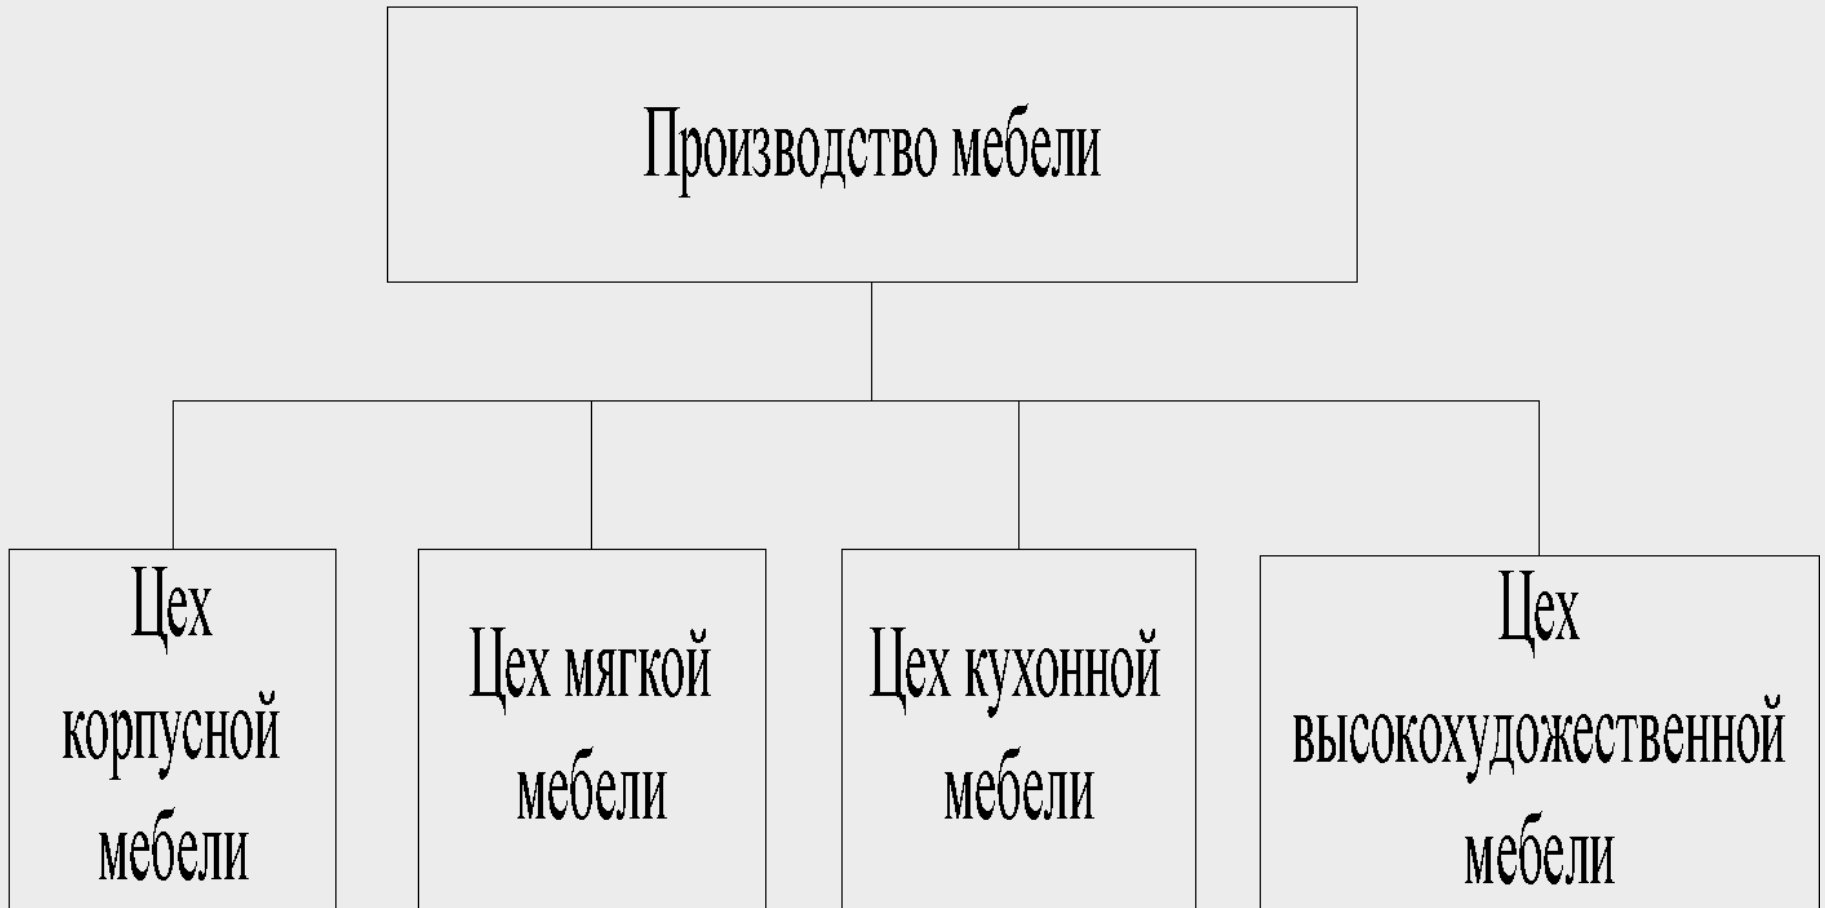 Производство мебели
Цех
корпусной
мебели
Цех мягкой
мебели
Цех кухонной
мебели
Цех
высокохудожественной
мебели